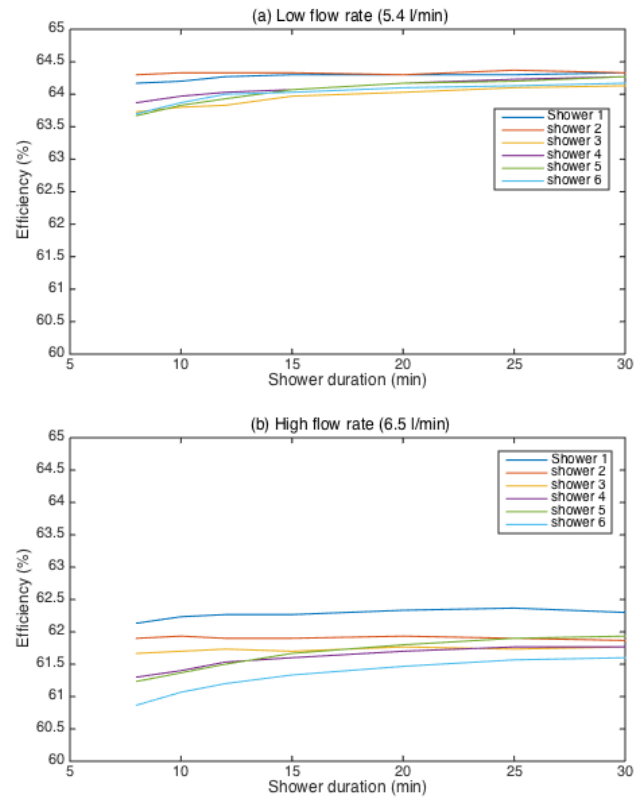 (a) Low flow rate (5.4 l/min)
65
64.5
64
63.5
63
62.5
62
61.5
61
60.5
60
Efficiency (%)
Shower 1
shower 2
shower 3
shower 4
shower 5
shower 6
5 10 15 20 25 30
Shower duration (min)
(b) High flow rate (6.5 l/min)
65
64.5
64
63.5
63
62.5
62
61.5
61
60.5
60
Efficiency (%)
Shower 1
shower 2
shower 3
shower 4
shower 5
shower 6
5 10 15 20 25 30
Shower duration (min)